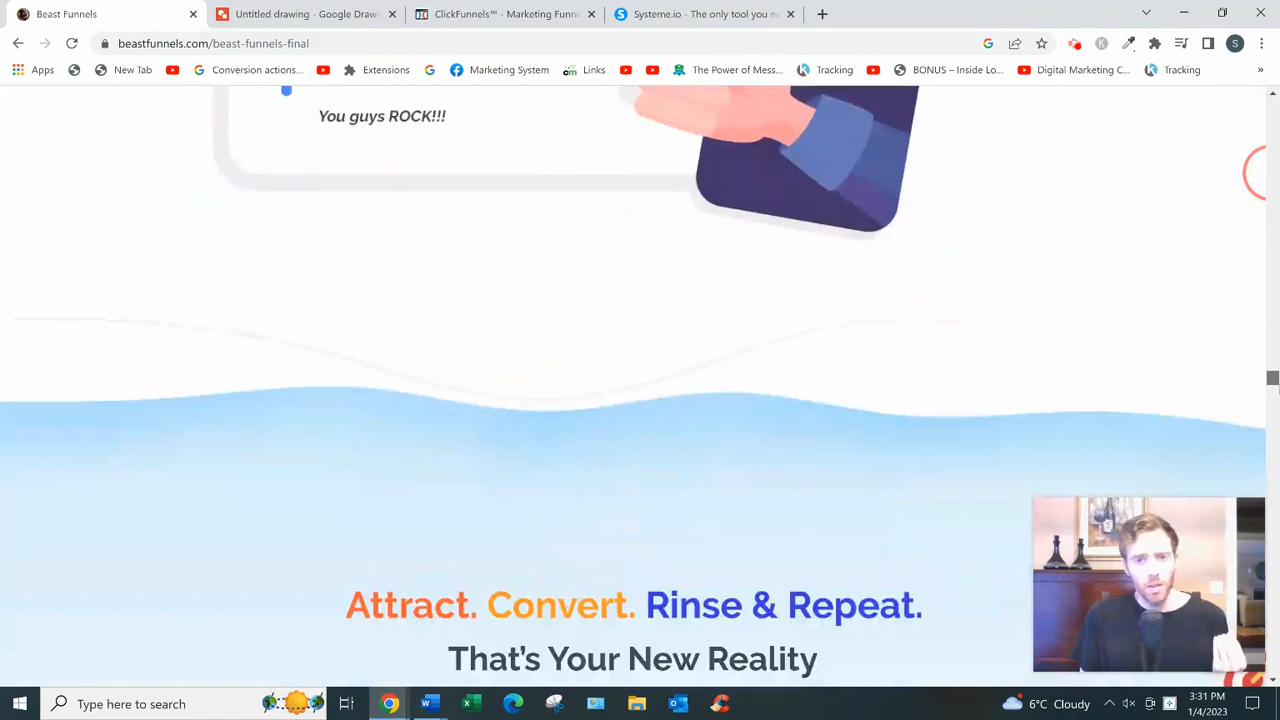 Beast Funnels
Untitled drawing - Google Drawi
ClickFunnels™ - Marketing Funne
Systeme.io - The only tool you ne
beastfunnels.com/beast-funnels-final
S
Apps
New Tab
Conversion actions...
Extensions
Marketing System
Links
The Power of Mess...
Tracking
BONUS – Inside Lo...
Digital Marketing C...
Tracking
»
You guys ROCK!!!
Attract. Convert. Rinse & Repeat.
That's Your New Reality
Type here to search
6°C Cloudy
3:31 PM
1/4/2023